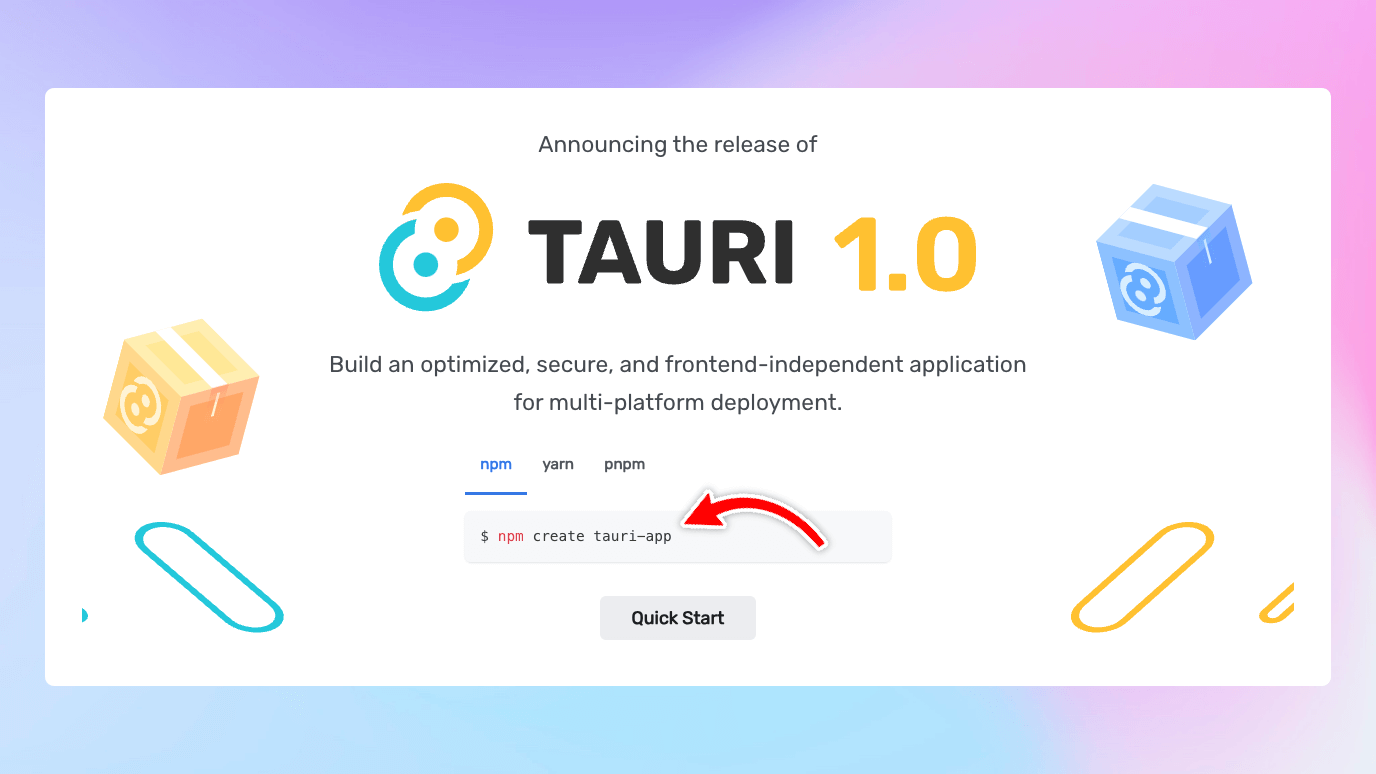 Announcing the release of
TAURI 1.0
Build an optimized, secure, and frontend-independent application
for multi-platform deployment.
npm yarn pnpm
$ npm create tauri-app
Quick Start